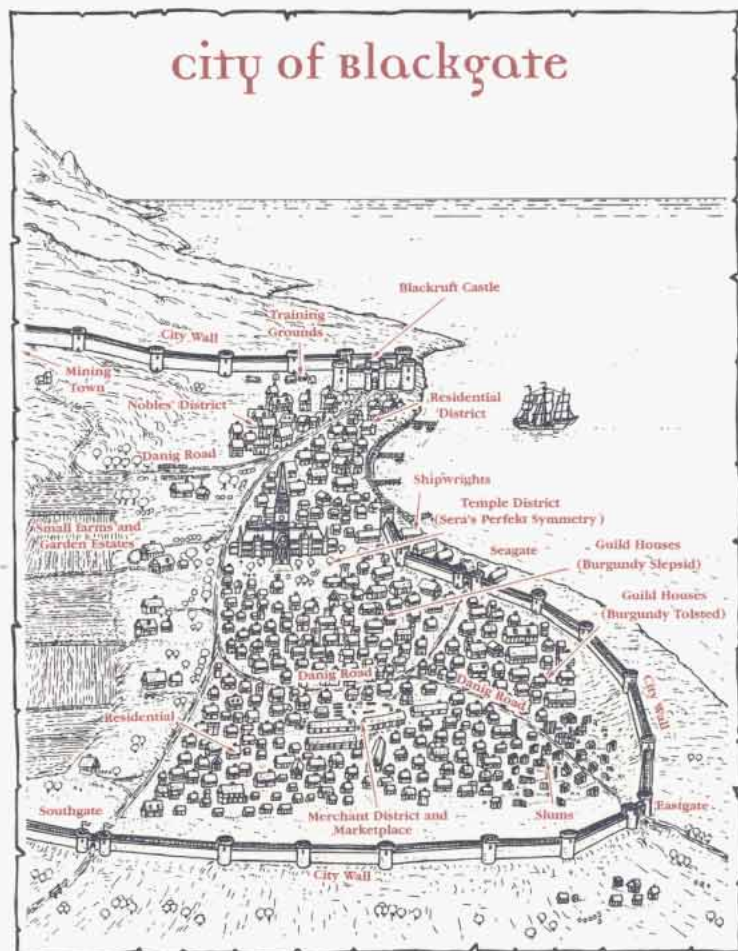 city of Blackgate
Blackruft Castle
Training
Grounds
City Wall
Mining
Town
Nobles' District
Residential
District
Danig Road
Shipwrights
Temple District
(Sera's Perfekt Symmetry)
Small farms and
Garden Estates
Seagate
Guild Houses
(Burgundy Slepsid)
Guild Houses
(Burgundy Tolsted)
Danig Road
Danig Road
City Wall
Residential
Southgate
Merchant District and
Marketplace
Slums
Eastgate
City Wall